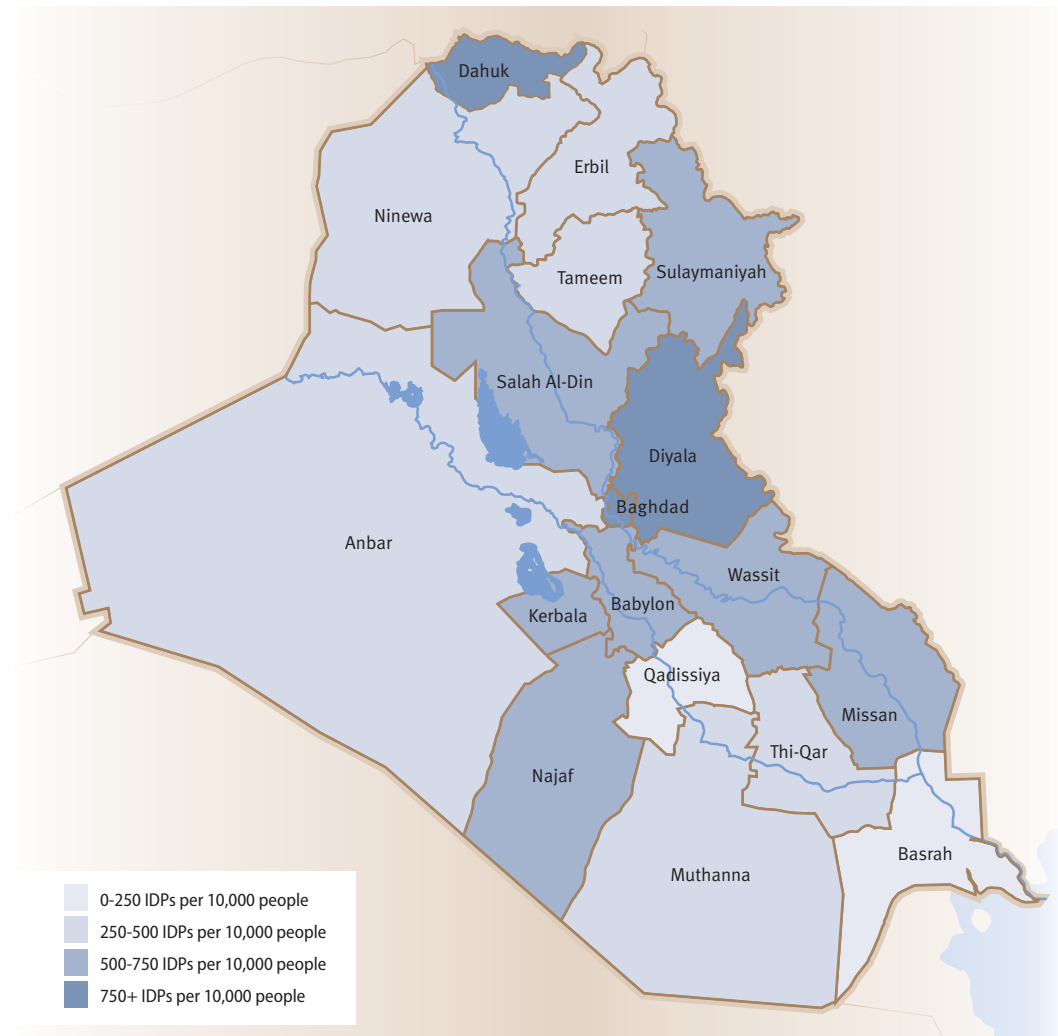 Dahuk
Erbil
Ninewa
Sulaymaniyah
Tameem
Salah Al-Din
Diyala
Baghdad
Anbar
Wassit
Babylon
Kerbala
Qadissiya
Missan
Thi-Qar
Najaf
Basrah
Muthanna
0-250 IDPs per 10,000 people
250-500 IDPs per 10,000 people
500-750 IDPs per 10,000 people
750+ IDPs per 10,000 people